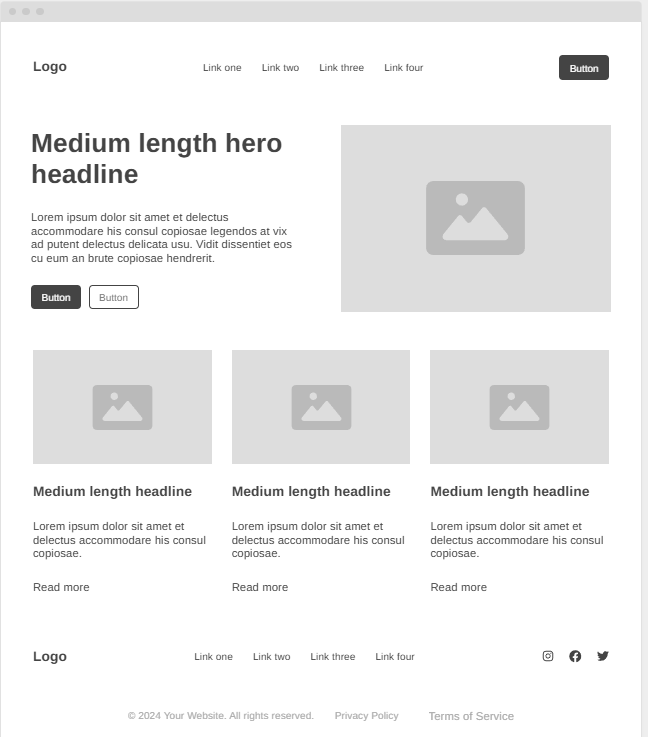 Logo
Link one Link two Link three Link four
Button
Medium length hero
headline
Lorem ipsum dolor sit amet et delectus
accommodare his consul copiosae legendos at vix
ad putent delectus delicata usu. Vidit dissentiet eos
cu eum an brute copiosae hendrerit.
Button Button
Medium length headline
Lorem ipsum dolor sit amet et
delectus accommodare his consul
copiosae.
Read more
Medium length headline
Lorem ipsum dolor sit amet et
delectus accommodare his consul
copiosae.
Read more
Medium length headline
Lorem ipsum dolor sit amet et
delectus accommodare his consul
copiosae.
Read more
Logo
Link one Link two Link three Link four
© 2024 Your Website. All rights reserved. Privacy Policy Terms of Service